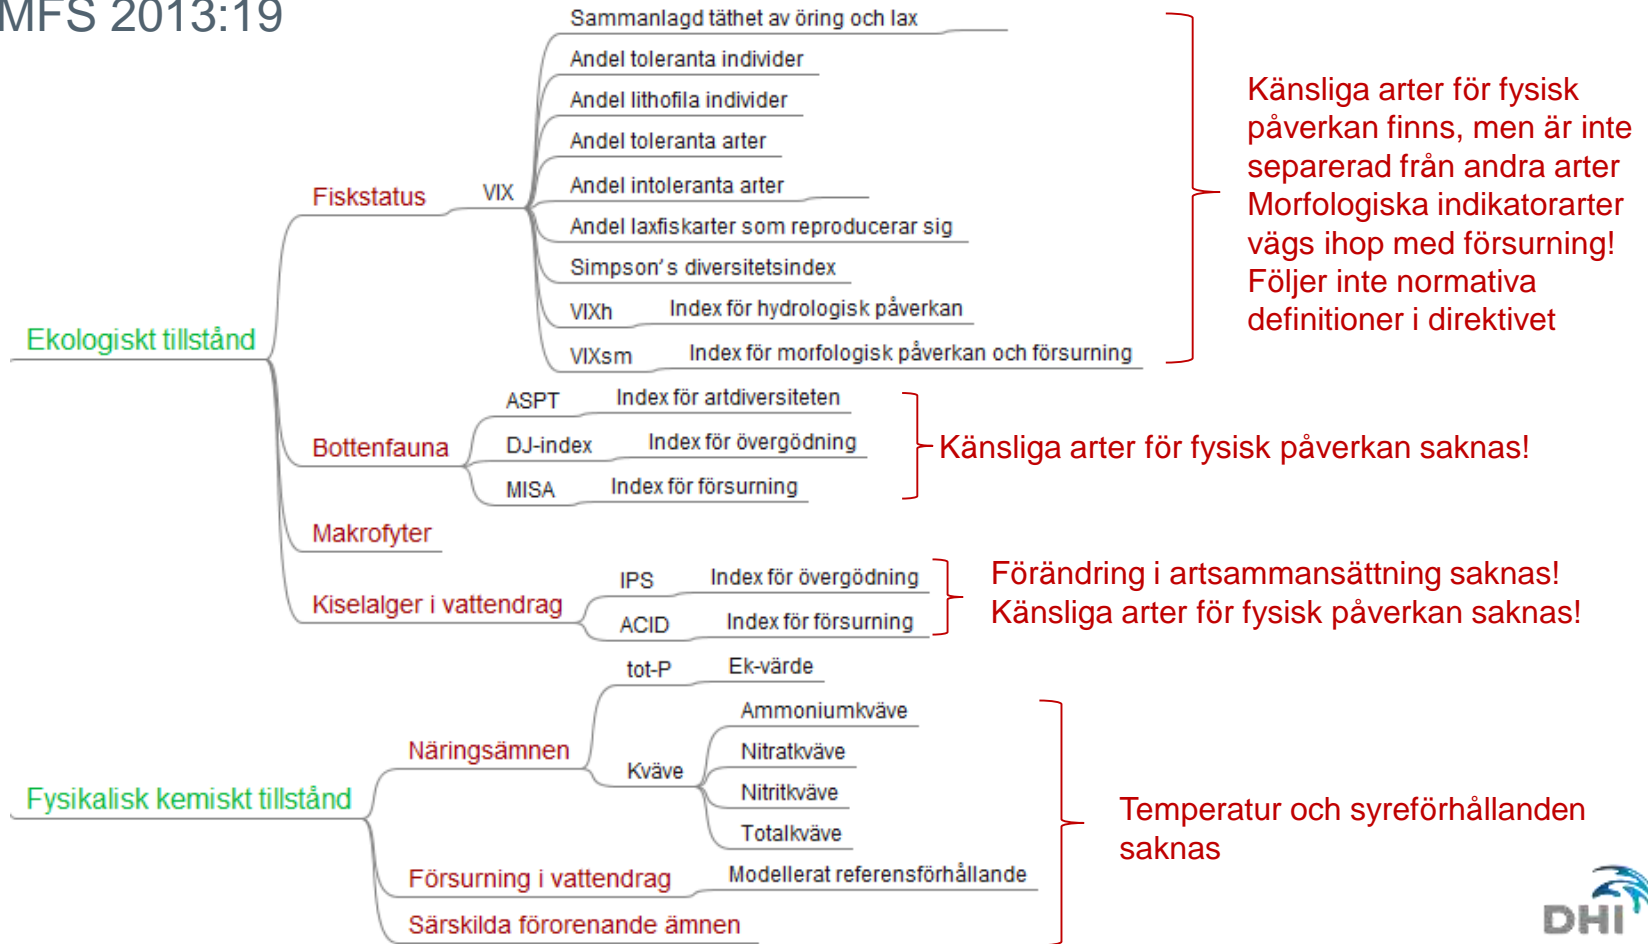 MFS 2013:19
Sammanlagd täthet av öring och lax
Andel toleranta individer
Andel lithofila individer
Andel toleranta arter
Andel intoleranta arter
Andel laxfiskarter som reproducerar sig
Simpson's diversitetsindex
VIXh
Index för hydrologisk påverkan
VIXsm
Index för morfologisk påverkan och försurning
Fiskstatus
VIX
Känsliga arter för fysisk
påverkan finns, men är inte
separerad från andra arter
Morfologiska indikatorarter
vägs ihop med försurning!
Följer inte normativa
definitioner i direktivet
Ekologiskt tillstånd
Bottenfauna
ASPT
Index för artdiversiteten
DJ-index
Index för övergödning
MISA
Index för försurning
Känsliga arter för fysisk påverkan saknas!
Makrofyter
Kiselalger i vattendrag
IPS
Index för övergödning
ACID
Index för försurning
Förändring i artsammansättning saknas!
Känsliga arter för fysisk påverkan saknas!
Fysikalisk kemiskt tillstånd
Näringsämnen
tot-P
Ek-värde
Kväve
Ammoniumkväve
Nitratkväve
Nitritkväve
Totalkväve
Försurning i vattendrag
Modellerat referensförhållande
Särskilda förorenande ämnen
Temperatur och syreförhållanden
saknas
DHI